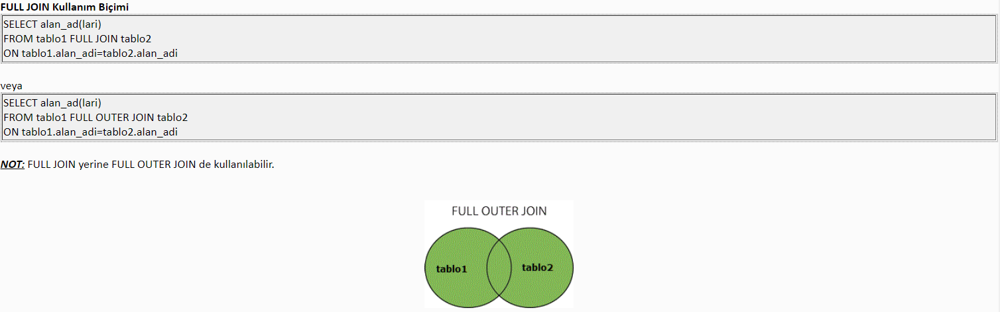 FULL JOIN Kullanım Biçimi
SELECT alan_ad(lari)
FROM tablo1 FULL JOIN tablo2
ON tablo1.alan_adi=tablo2.alan_adi
veya
SELECT alan_ad(lari)
FROM tablo1 FULL OUTER JOIN tablo2
ON tablo1.alan_adi=tablo2.alan_adi
NOT: FULL JOIN yerine FULL OUTER JOIN de kullanılabilir.
FULL OUTER JOIN
tablo1 tablo2